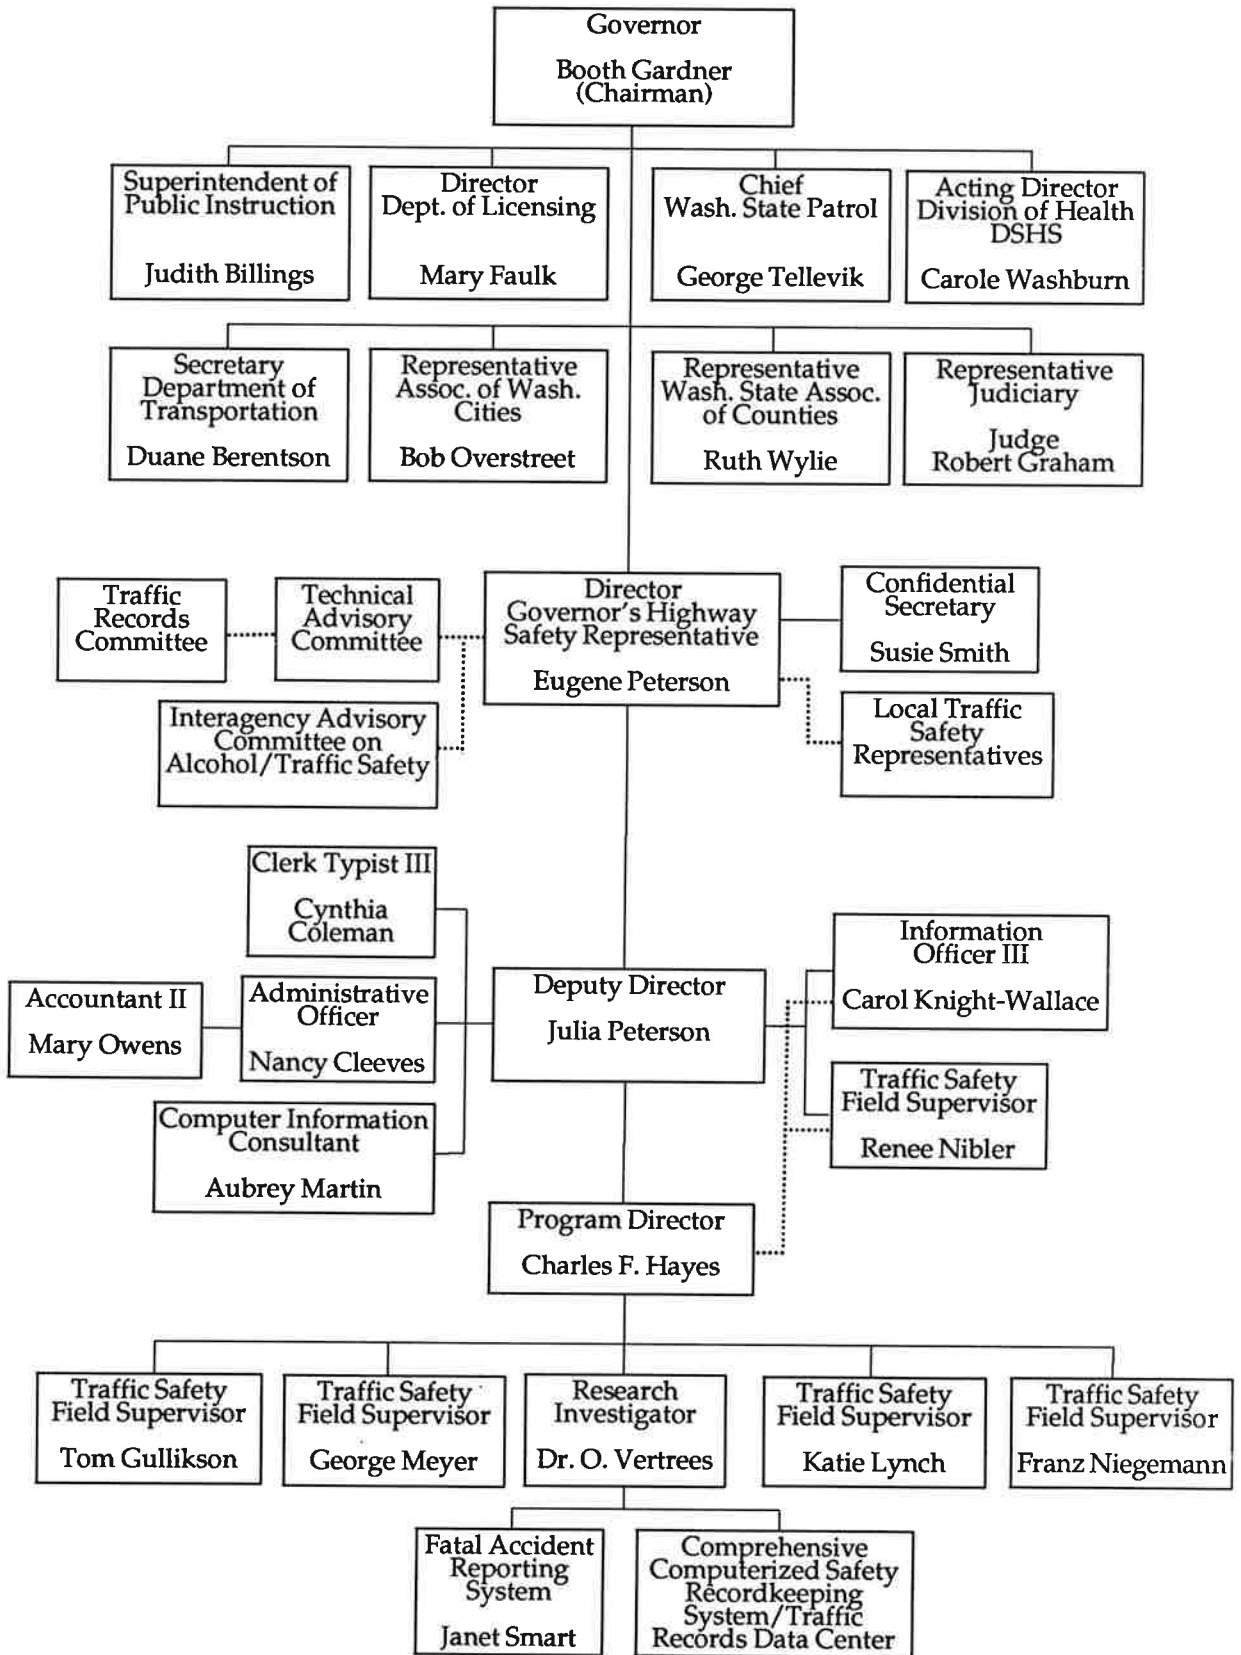 Governor
Booth Gardner
(Chairman)
Superintendent of
Public Instruction
Judith Billings
Director
Dept. of Licensing
Mary Faulk
Chief
Wash. State Patrol
George Tellevik
Acting Director
Division of Health
DSHS
Carole Washburn
Secretary
Department of
Transportation
Duane Berentson
Representative
Assoc. of Wash.
Cities
Bob Overstreet
Representative
Wash. State Assoc.
of Counties
Ruth Wylie
Representative
Judiciary
Judge
Robert Graham
Traffic
Records
Committee
Technical
Advisory
Committee
Director
Governor's Highway
Safety Representative
Eugene Peterson
Confidential
Secretary
Susie Smith
Interagency Advisory
Committee on
Alcohol/Traffic Safety
Local Traffic
Safety
Representatives
Clerk Typist III
Cynthia
Coleman
Accountant II
Mary Owens
Administrative
Officer
Nancy Cleeves
Deputy Director
Julia Peterson
Information
Officer III
Carol Knight-Wallace
Computer Information
Consultant
Aubrey Martin
Traffic Safety
Field Supervisor
Renee Nibler
Program Director
Charles F. Hayes
Traffic Safety
Field Supervisor
Tom Gullikson
Traffic Safety
Field Supervisor
George Meyer
Research
Investigator
Dr. O. Vertrees
Traffic Safety
Field Supervisor
Katie Lynch
Traffic Safety
Field Supervisor
Franz Niegemann
Fatal Accident
Reporting
System
Janet Smart
Comprehensive
Computerized Safety
Recordkeeping
System/Traffic
Records Data Center